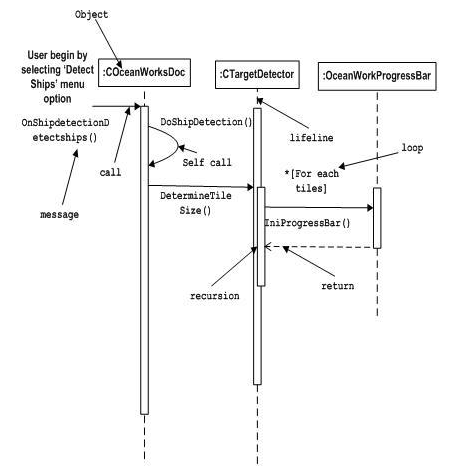 Object
User begin by
selecting 'Detect
Ships' menu
option
:COceanWorksDoc
:CTargetDetector
:OceanWorkProgressBar
OnShipdetectionD
etectships()
DoShipDetection()
lifeline
loop
call
Self call
*[For each
tiles]
message
DetermineTile
Size()
IniProgressBar()
recursion
return